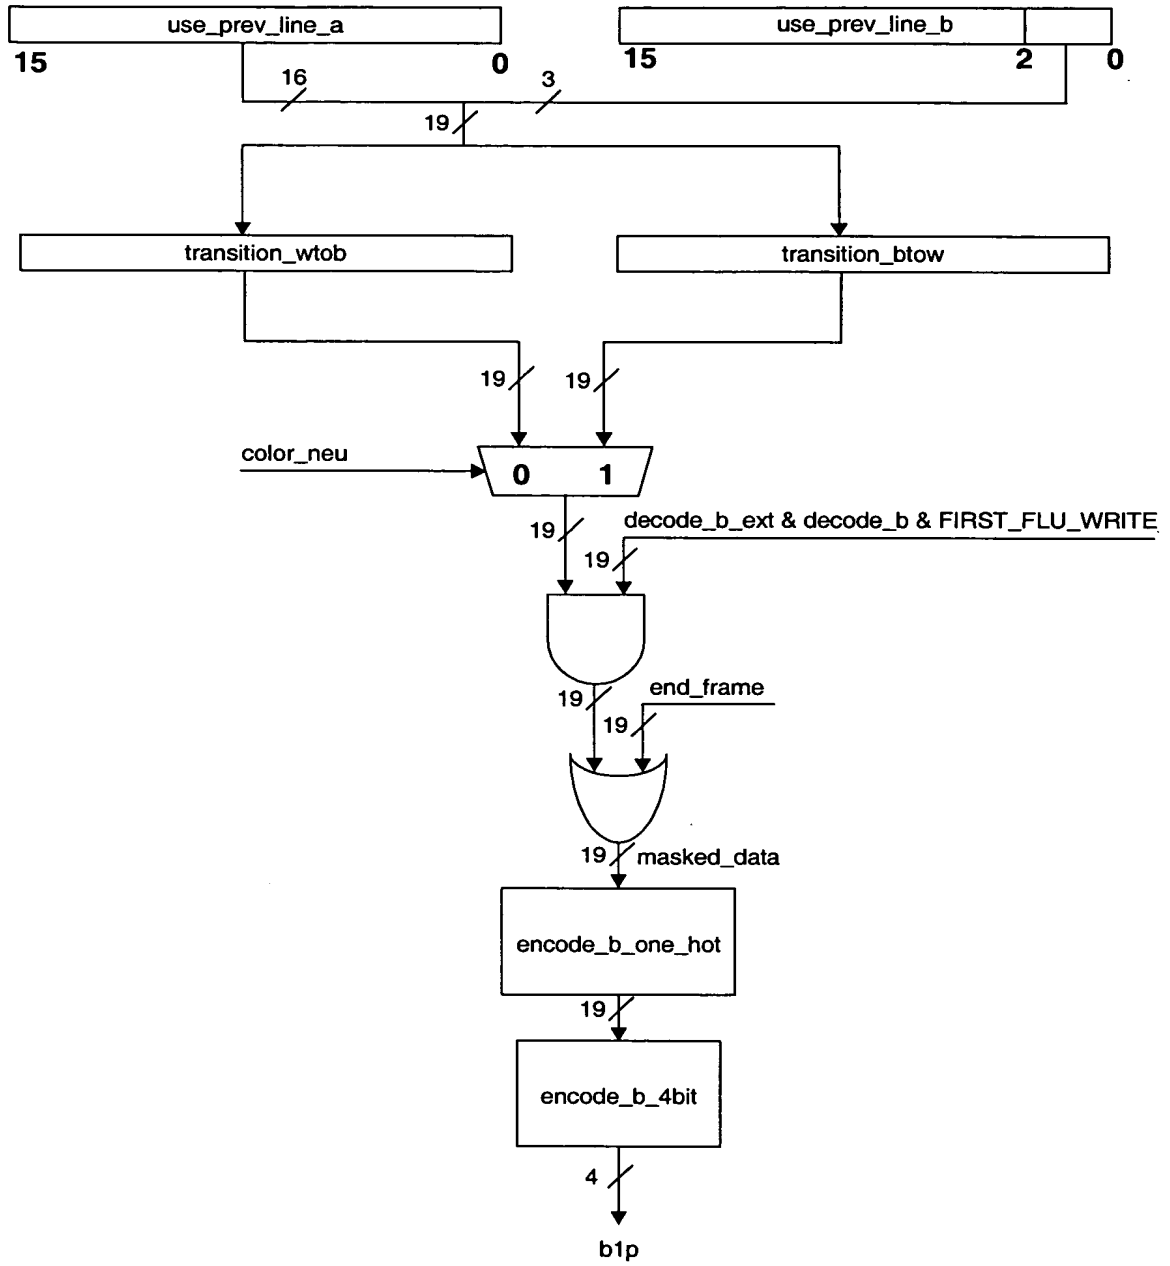 use_prev_line_a
use_prev_line_b
15
0
15
2
0
16
3
19
transition_wtob
transition_btow
19
19
color_neu
0
1
19
decode_b_ext & decode_b & FIRST_FLU_WRITE
19
19
end_frame
19
19
masked_data
encode_b_one_hot
19
encode_b_4bit
4
b1p